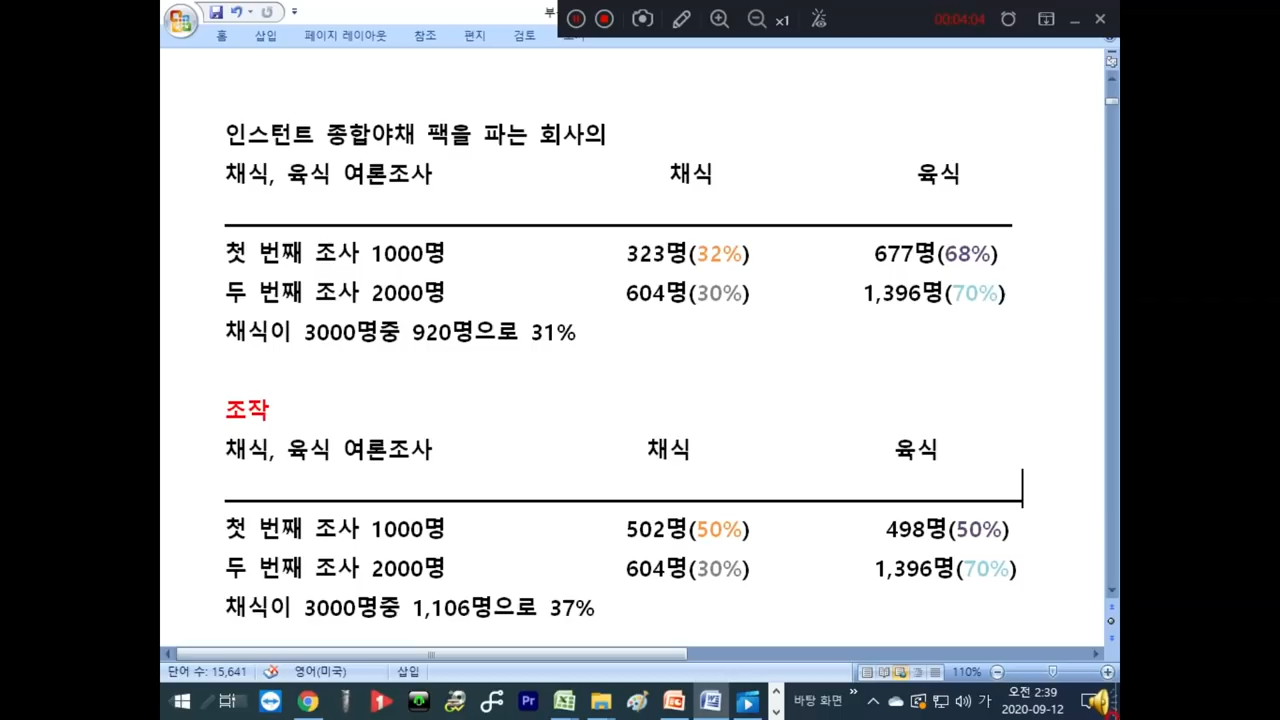 부
x1
00:04:04
홈 삽입 페이지 레이아웃 참조 편지 검토
인스턴트 종합야채 팩을 파는 회사의
채식, 육식 여론조사 채식 육식
첫 번째 조사 1000명 323명(32%) 677명(68%)
두 번째 조사 2000명 604명(30%) 1,396명(70%)
채식이 3000명중 920명으로 31%
조작
채식, 육식 여론조사 채식 육식
첫 번째 조사 1000명 502명(50%) 498명(50%)
두 번째 조사 2000명 604명(30%) 1,396명(70%)
채식이 3000명중 1,106명으로 37%
단어 수: 15,641 영어(미국) 삽입 110%
Pr 바탕 화면 가 오전 2:39
2020-09-12